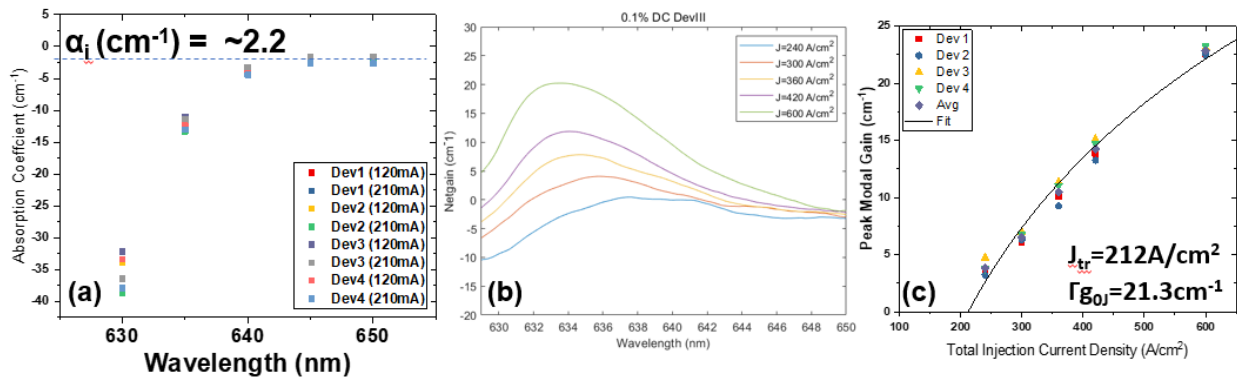 αᵢ (cm⁻¹) = ~2.2
5
0
-5
-10
-15
-20
-25
-30
-35
-40
Absorption Coeffcient (cm⁻¹)
Dev1 (120mA)
Dev1 (210mA)
Dev2 (120mA)
Dev2 (210mA)
Dev3 (120mA)
Dev3 (210mA)
Dev4 (120mA)
Dev4 (210mA)
(a)
630 635 640 645 650
Wavelength (nm)
0.1% DC DevIII
30
25
20
15
10
5
0
-5
-10
-15
-20
Netgain (cm⁻¹)
J=240 A/cm²
J=300 A/cm²
J=360 A/cm²
J=420 A/cm²
J=600 A/cm²
(b)
630 632 634 636 638 640 642 644 646 648 650
Wavelength (nm)
25
20
15
10
5
0
Peak Modal Gain (cm⁻¹)
Dev 1
Dev 2
Dev 3
Dev 4
Avg
Fit
Jₜᵣ=212A/cm²
Γg₀J=21.3cm⁻¹
(c)
100 200 300 400 500 600
Total Injection Current Density (A/cm²)